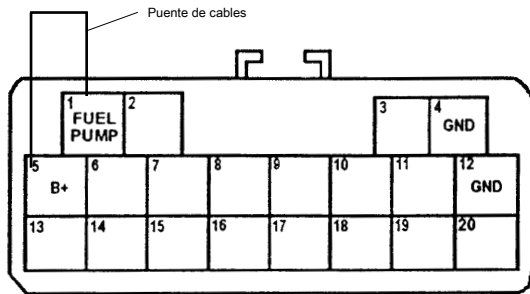 Puente de cables
1 2 3 4
FUEL GND
PUMP
5 6 7 8 9 10 11 12
B+ GND
13 14 15 16 17 18 19 20